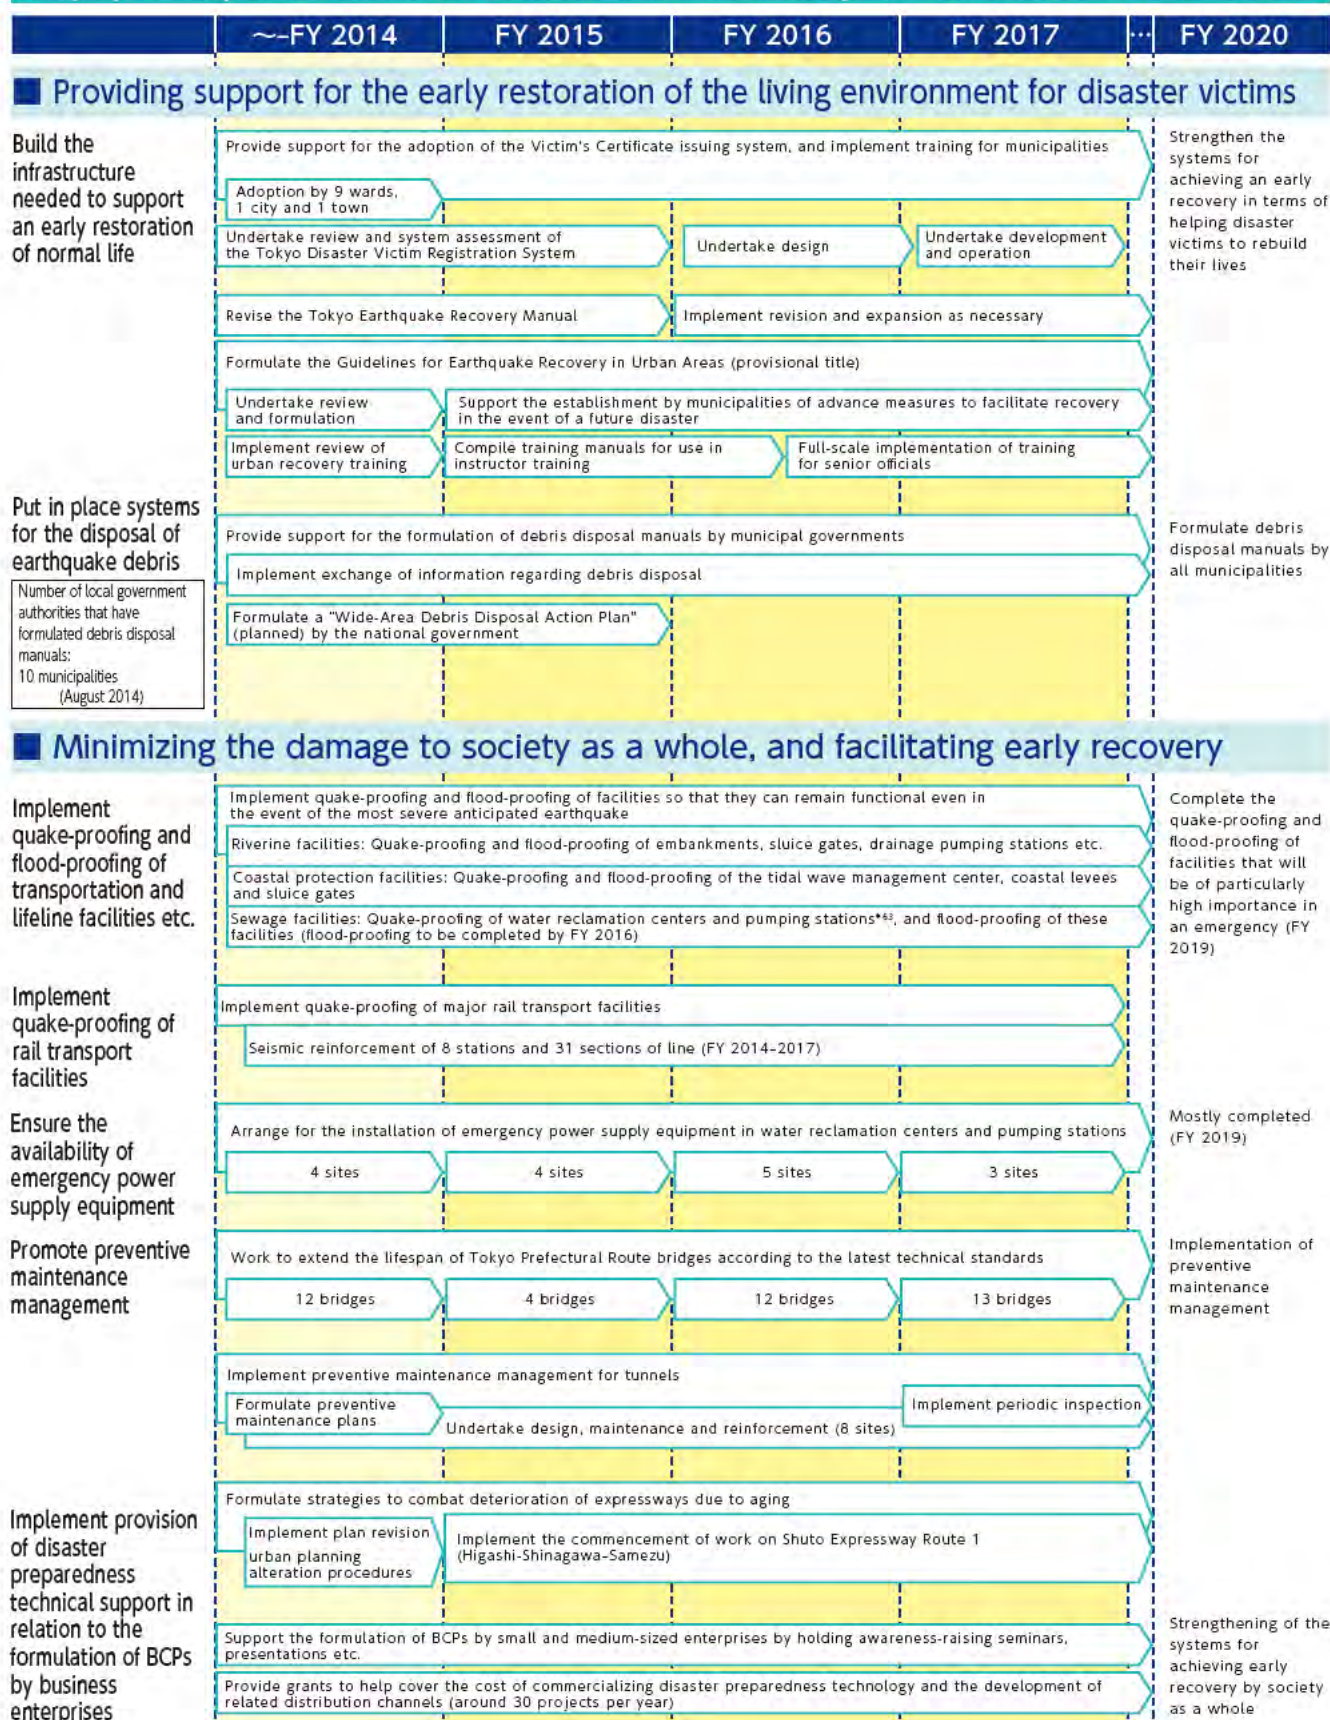 ~–FY 2014
FY 2015
FY 2016
FY 2017
...
FY 2020
■ Providing support for the early restoration of the living environment for disaster victims
Build the
infrastructure
needed to support
an early restoration
of normal life
Provide support for the adoption of the Victim's Certificate issuing system, and implement training for municipalities
Adoption by 9 wards,
1 city and 1 town
Undertake review and system assessment of
the Tokyo Disaster Victim Registration System
Undertake design
Undertake development
and operation
Revise the Tokyo Earthquake Recovery Manual
Implement revision and expansion as necessary
Formulate the Guidelines for Earthquake Recovery in Urban Areas (provisional title)
Undertake review
and formulation
Support the establishment by municipalities of advance measures to facilitate recovery
in the event of a future disaster
Implement review of
urban recovery training
Compile training manuals for use in
instructor training
Full-scale implementation of training
for senior officials
Strengthen the
systems for
achieving an early
recovery in terms of
helping disaster
victims to rebuild
their lives
Put in place systems
for the disposal of
earthquake debris
Number of local government
authorities that have
formulated debris disposal
manuals:
10 municipalities
(August 2014)
Provide support for the formulation of debris disposal manuals by municipal governments
Implement exchange of information regarding debris disposal
Formulate a "Wide-Area Debris Disposal Action Plan"
(planned) by the national government
Formulate debris
disposal manuals by
all municipalities
■ Minimizing the damage to society as a whole, and facilitating early recovery
Implement
quake-proofing and
flood-proofing of
transportation and
lifeline facilities etc.
Implement quake-proofing and flood-proofing of facilities so that they can remain functional even in
the event of the most severe anticipated earthquake
Riverine facilities: Quake-proofing and flood-proofing of embankments, sluice gates, drainage pumping stations etc.
Coastal protection facilities: Quake-proofing and flood-proofing of the tidal wave management center, coastal levees
and sluice gates
Sewage facilities: Quake-proofing of water reclamation centers and pumping stations*63, and flood-proofing of these
facilities (flood-proofing to be completed by FY 2016)
Complete the
quake-proofing and
flood-proofing of
facilities that will
be of particularly
high importance in
an emergency (FY
2019)
Implement
quake-proofing of
rail transport
facilities
Implement quake-proofing of major rail transport facilities
Seismic reinforcement of 8 stations and 31 sections of line (FY 2014–2017)
Ensure the
availability of
emergency power
supply equipment
Arrange for the installation of emergency power supply equipment in water reclamation centers and pumping stations
4 sites
4 sites
5 sites
3 sites
Mostly completed
(FY 2019)
Promote preventive
maintenance
management
Work to extend the lifespan of Tokyo Prefectural Route bridges according to the latest technical standards
12 bridges
4 bridges
12 bridges
13 bridges
Implementation of
preventive
maintenance
management
Implement preventive maintenance management for tunnels
Formulate preventive
maintenance plans
Implement periodic inspection
Undertake design, maintenance and reinforcement (8 sites)
Formulate strategies to combat deterioration of expressways due to aging
Implement plan revision
urban planning
alteration procedures
Implement the commencement of work on Shuto Expressway Route 1
(Higashi-Shinagawa–Samezu)
Implement provision
of disaster
preparedness
technical support in
relation to the
formulation of BCPs
by business
enterprises
Support the formulation of BCPs by small and medium-sized enterprises by holding awareness-raising seminars,
presentations etc.
Provide grants to help cover the cost of commercializing disaster preparedness technology and the development of
related distribution channels (around 30 projects per year)
Strengthening of the
systems for
achieving early
recovery by society
as a whole